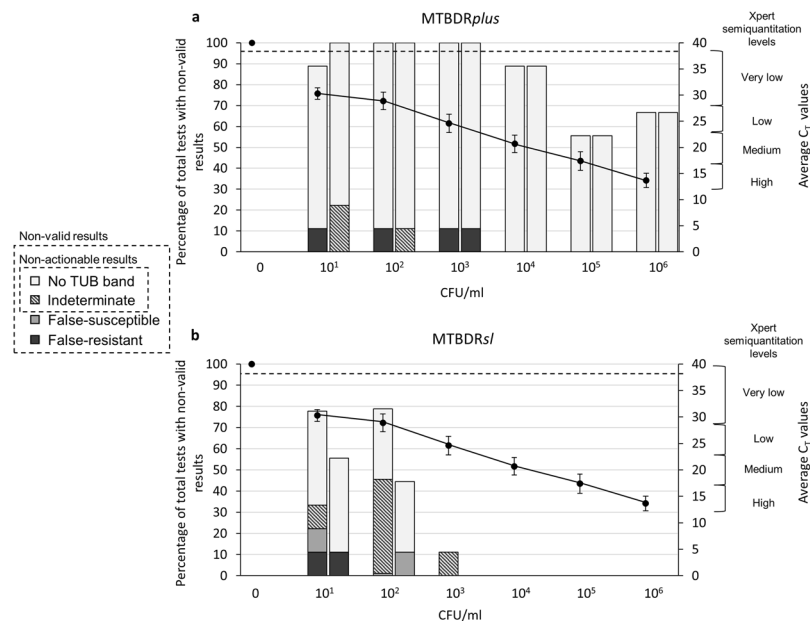 a
MTBDRplus
Xpert
semiquantitation
levels
Percentage of total tests with non-valid
results
100
90
80
70
60
50
40
30
20
10
0
40
35
30
25
20
15
10
5
0
Very low
Low
Medium
High
Average CT values
0
10¹
10²
10³
10⁴
10⁵
10⁶
CFU/ml
Non-valid results
Non-actionable results
No TUB band
Indeterminate
False-susceptible
False-resistant
b
MTBDRsl
Xpert
semiquantitation
levels
Percentage of total tests with non-valid
results
100
90
80
70
60
50
40
30
20
10
0
40
35
30
25
20
15
10
5
0
Very low
Low
Medium
High
Average CT values
0
10¹
10²
10³
10⁴
10⁵
10⁶
CFU/ml